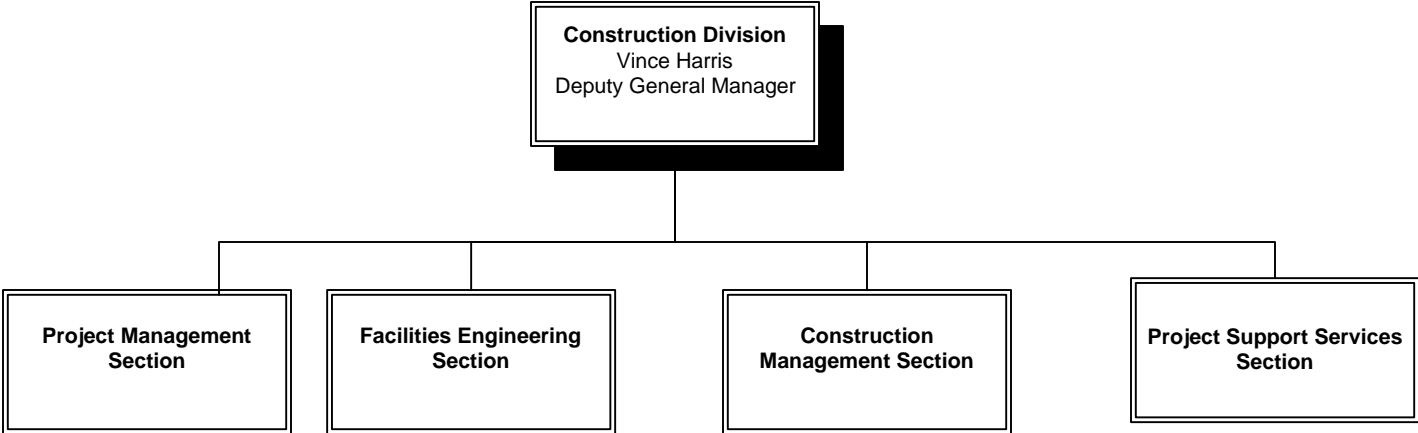 Construction Division
Vince Harris
Deputy General Manager
Project Management
Section
Facilities Engineering
Section
Construction
Management Section
Project Support Services
Section